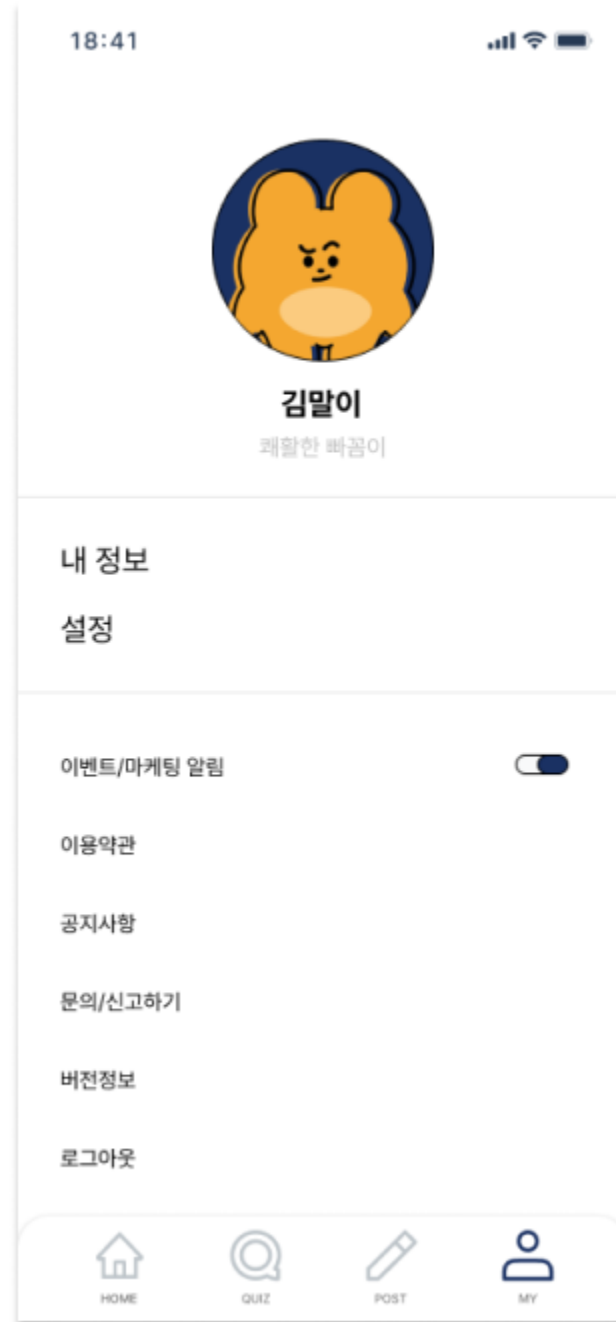 18:41
김말이
쾌활한 빠꼼이
내 정보
설정
이벤트/마케팅 알림
이용약관
공지사항
문의/신고하기
버전정보
로그아웃
HOME QUIZ POST MY